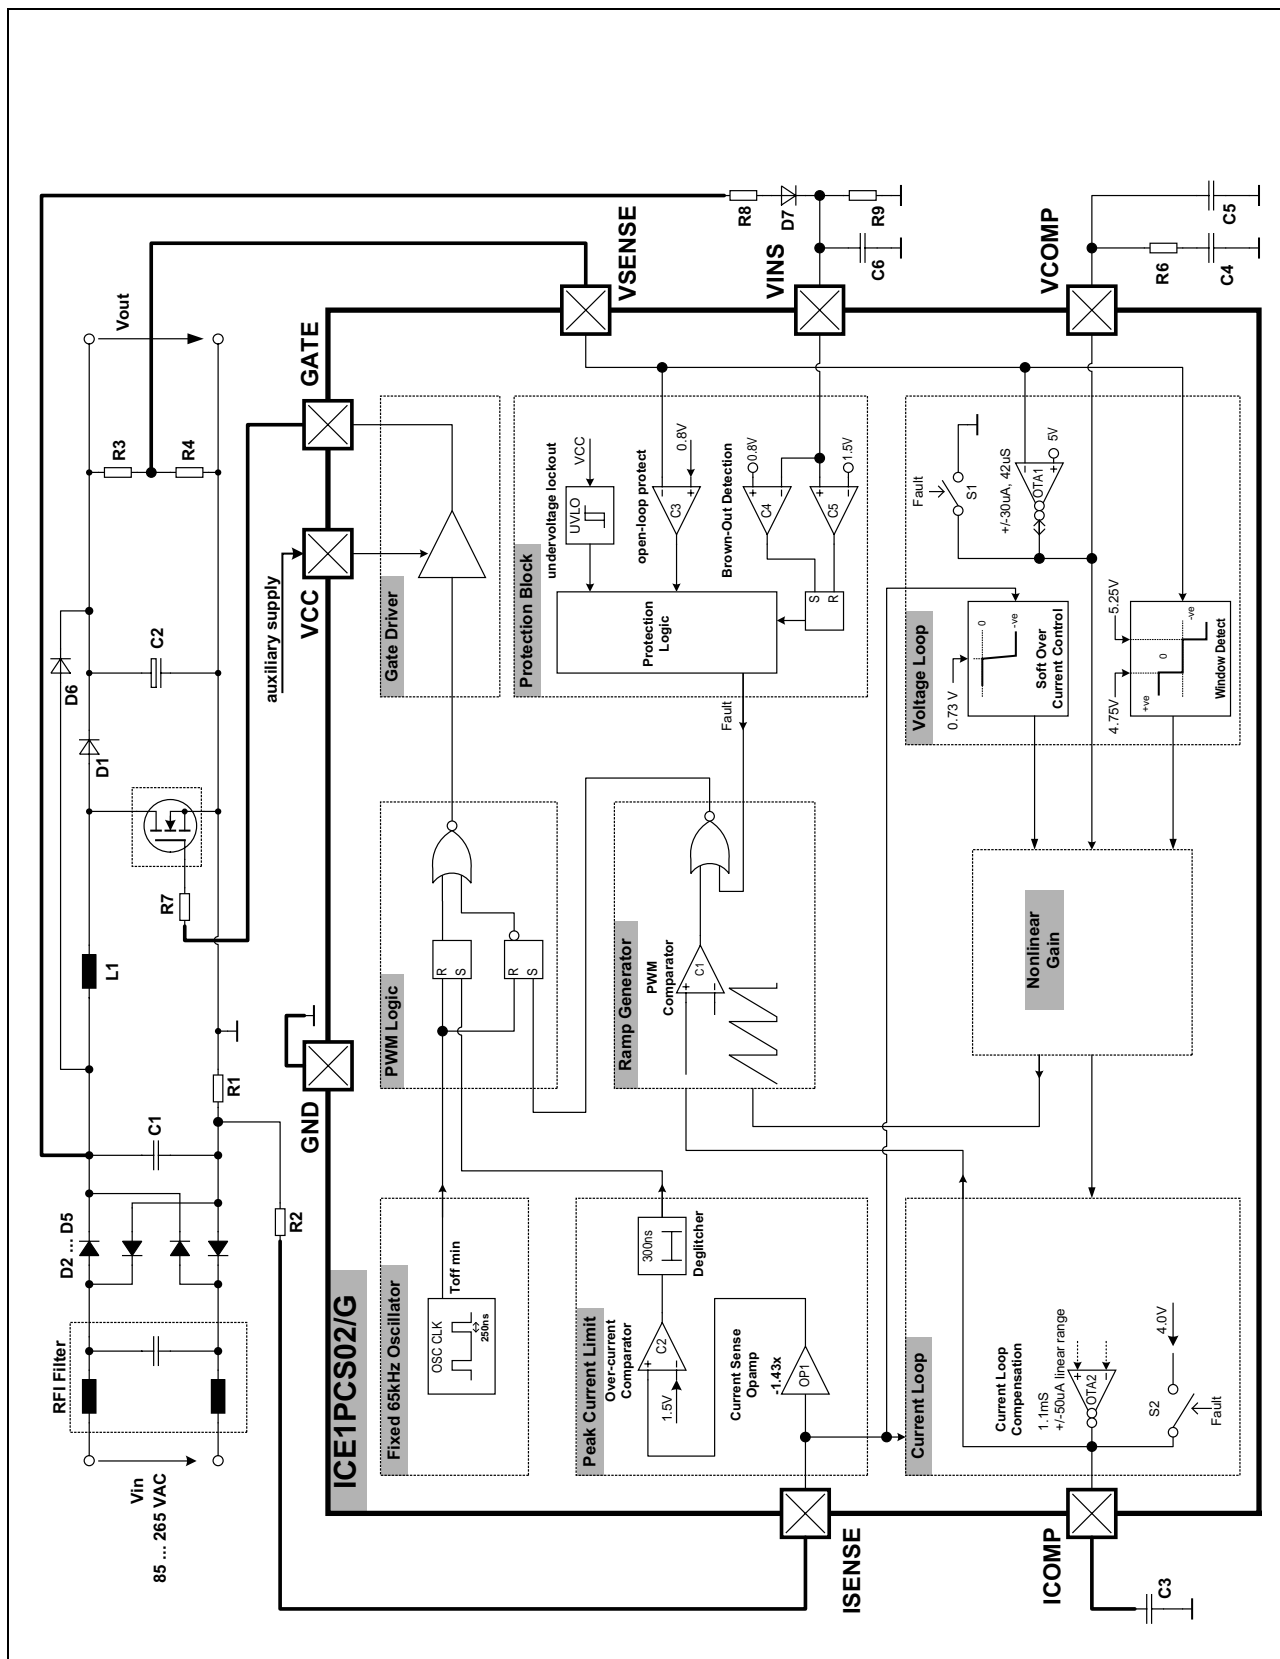 RFI Filter
Vin
85 ... 265 VAC
D2 ... D5
C1
R1
R2
L1
R7
D1
D6
C2
R3
R4
Vout
auxiliary supply
GND
VCC
GATE
R8
D7
R9
C6
ICE1PCS02/G
Fixed 65kHz Oscillator
OSC CLK
250ns
Toff min
PWM Logic
R
S
R
S
Gate Driver
Peak Current Limit
Over-current
Comparator
1.5V
+
−
C2
300ns
Deglitcher
Current Sense
Opamp
-1.43x
OP1
Ramp Generator
PWM
Comparator
+
−
C1
Protection Block
undervoltage lockout
UVLO
VCC
open-loop protect
C3
−
+
0.8V
Brown-Out Detection
C4
+
−
0.8V
C5
+
−
1.5V
S
R
Protection
Logic
Fault
VSENSE
VINS
VCOMP
R6
C4
C5
Current Loop
Current Loop
Compensation
1.1mS
+/-50uA linear range
OTA2
+
−
4.0V
S2
Fault
Nonlinear
Gain
Voltage Loop
Fault
S1
+/-30uA, 42uS
OTA1
−
+
5V
0.73 V
0
-ve
Soft Over
Current Control
4.75V
5.25V
+ve
0
-ve
Window Detect
ISENSE
ICOMP
C3